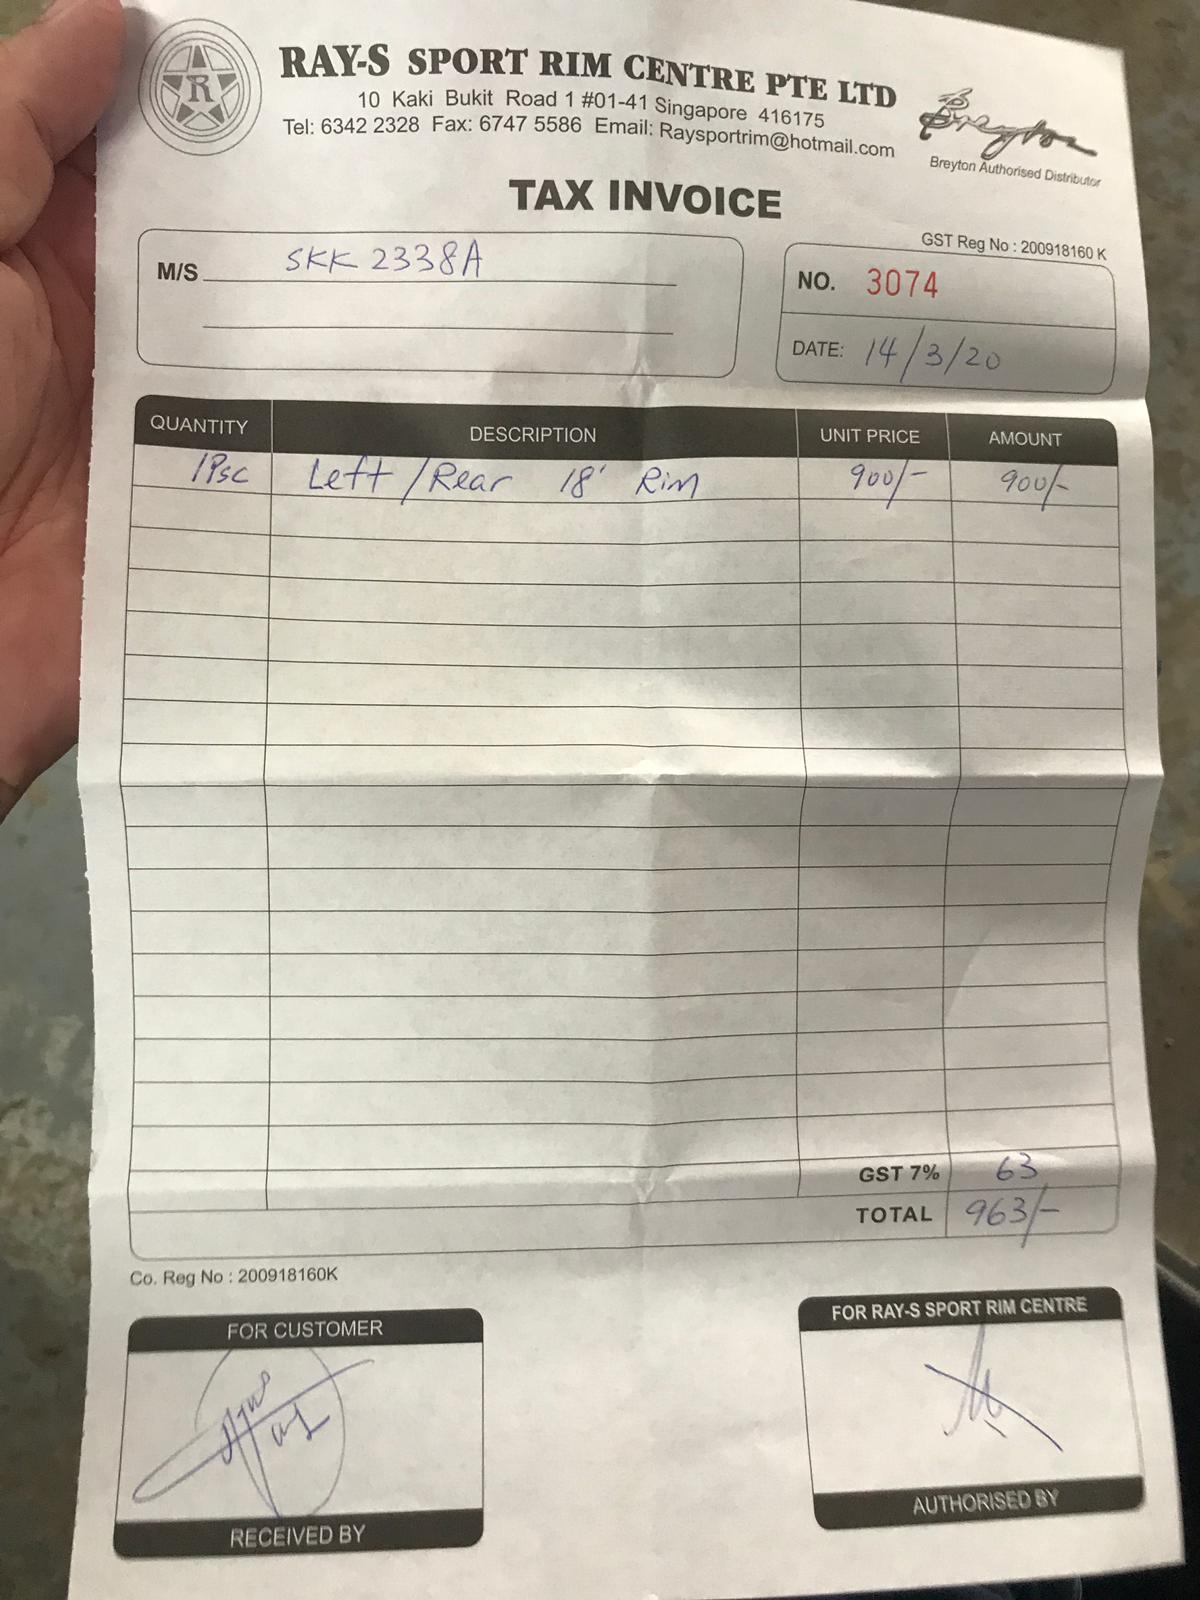 R
RAY-S SPORT RIM CENTRE PTE LTD
10 Kaki Bukit Road 1 #01-41 Singapore 416175
Tel: 6342 2328 Fax: 6747 5586 Email: Raysportrim@hotmail.com
Breyton
Breyton Authorised Distributor
TAX INVOICE
GST Reg No : 200918160 K
M/S SKK 2338A
NO. 3074
DATE: 14/3/20
QUANTITY DESCRIPTION UNIT PRICE AMOUNT
1Psc Left/Rear 18' Rim 900/- 900/-
GST 7% 63
TOTAL 963/-
Co. Reg No : 200918160K
FOR CUSTOMER
RECEIVED BY
FOR RAY-S SPORT RIM CENTRE
AUTHORISED BY